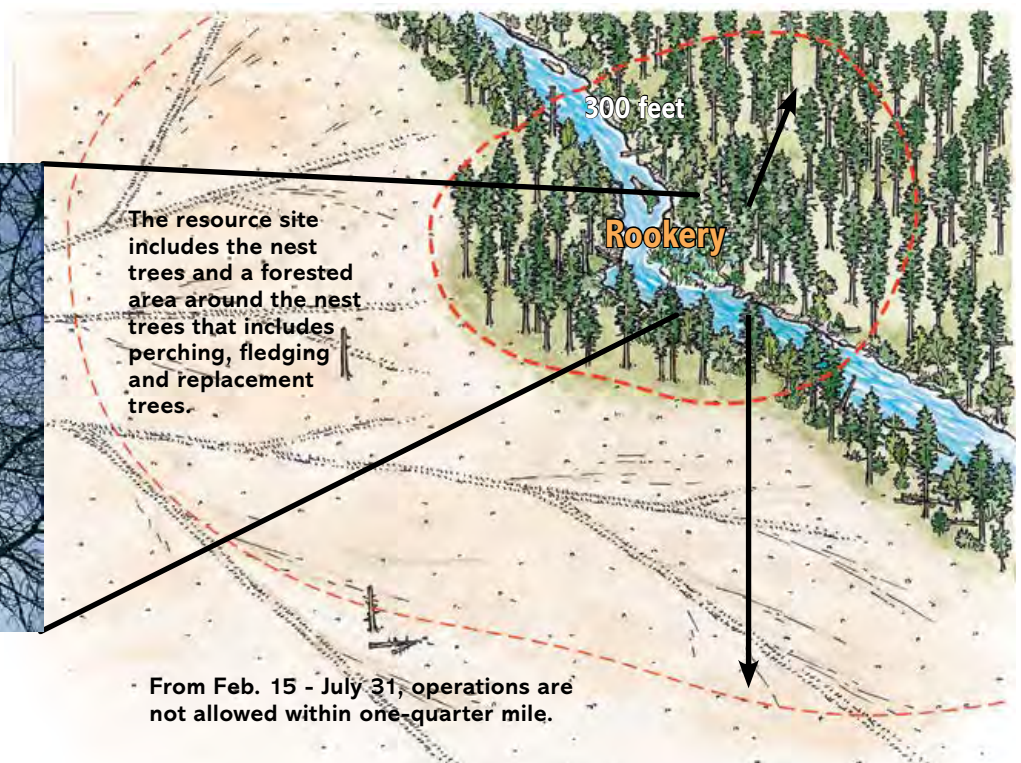 300 feet
Rookery
The resource site
includes the nest
trees and a forested
area around the nest
trees that includes
perching, fledging
and replacement
trees.
From Feb. 15 - July 31, operations are
not allowed within one-quarter mile.